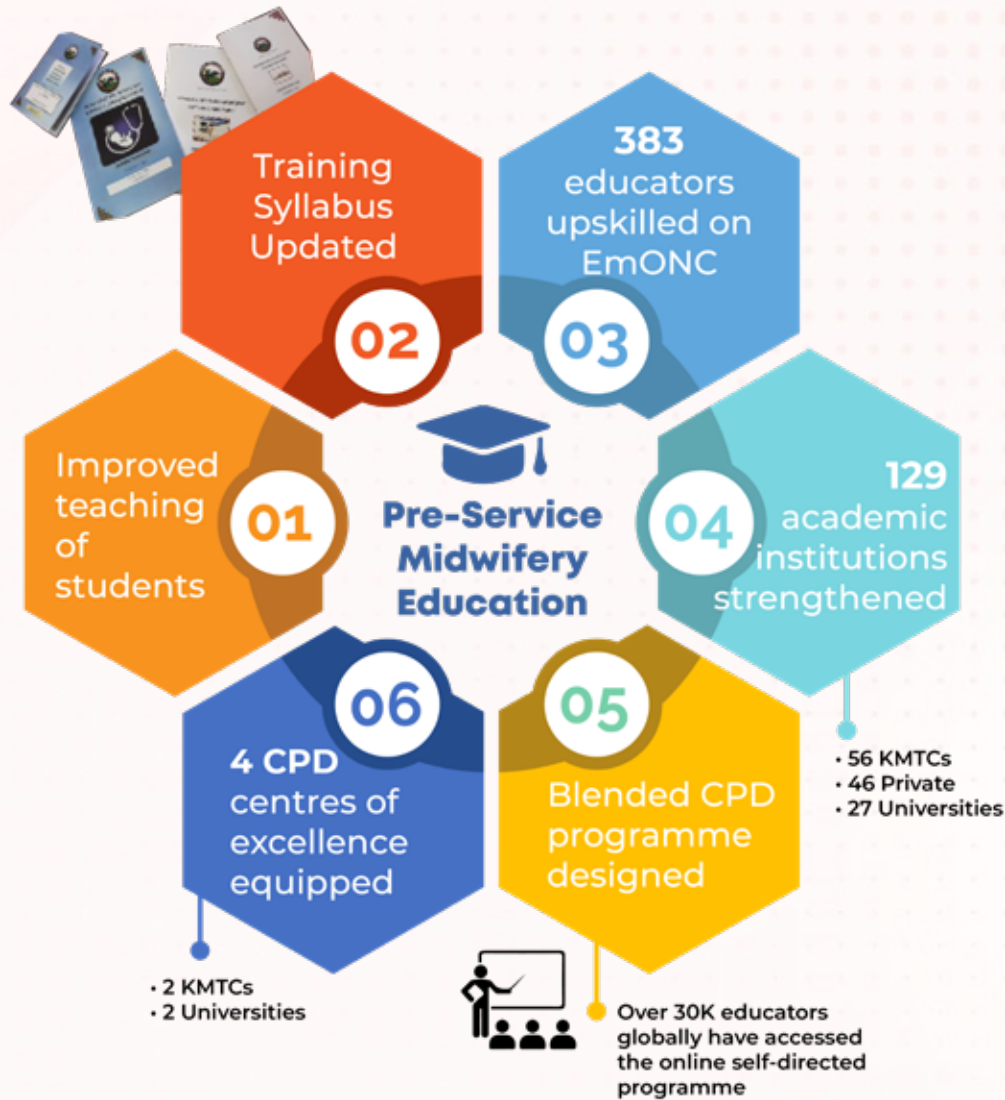 Pre-Service
Midwifery
Education
01
Improved
teaching
of
students
02
Training
Syllabus
Updated
03
383
educators
upskilled on
EmONC
04
129
academic
institutions
strengthened
• 56 KMTCs
• 46 Private
• 27 Universities
05
Blended CPD
programme
designed
Over 30K educators
globally have accessed
the online self-directed
programme
06
4 CPD
centres of
excellence
equipped
• 2 KMTCs
• 2 Universities